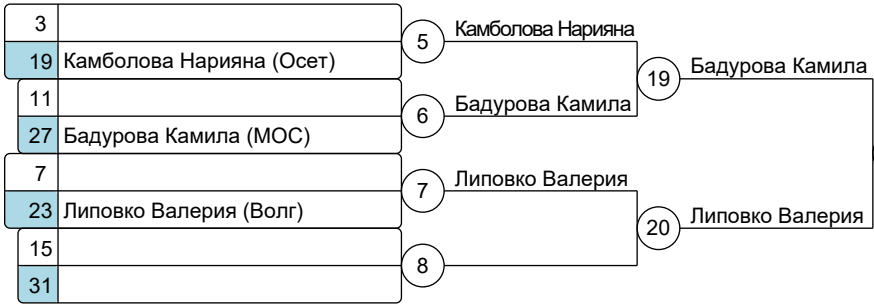 3
5
Камболова Нарияна
19 Камболова Нарияна (Осет)
19
Бадурова Камила
11
6
Бадурова Камила
27 Бадурова Камила (МОС)
7
7
Липовко Валерия
23 Липовко Валерия (Волг)
20
Липовко Валерия
15
8
31